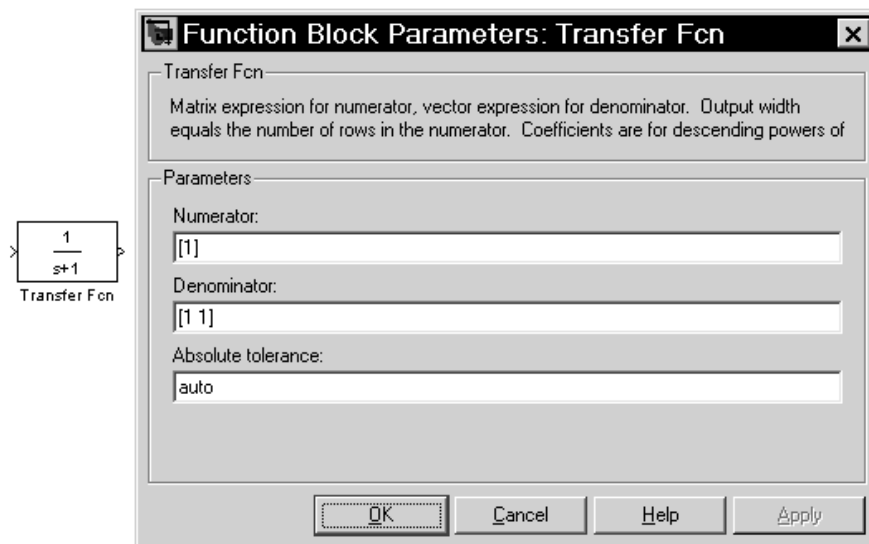 Function Block Parameters: Transfer Fcn
Transfer Fcn
Matrix expression for numerator, vector expression for denominator. Output width
equals the number of rows in the numerator. Coefficients are for descending powers of
Parameters
Numerator:
[1]
Denominator:
[1 1]
Absolute tolerance:
auto
OK Cancel Help Apply
1
s+1
Transfer Fcn